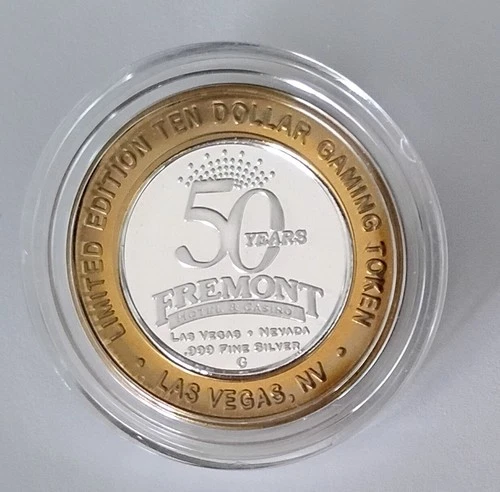 LIMITED EDITION TEN DOLLAR GAMING TOKEN
50
YEARS
FREMONT
HOTEL & CASINO
LAS VEGAS • NEVADA
.999 FINE SILVER
G
• LAS VEGAS, NV •